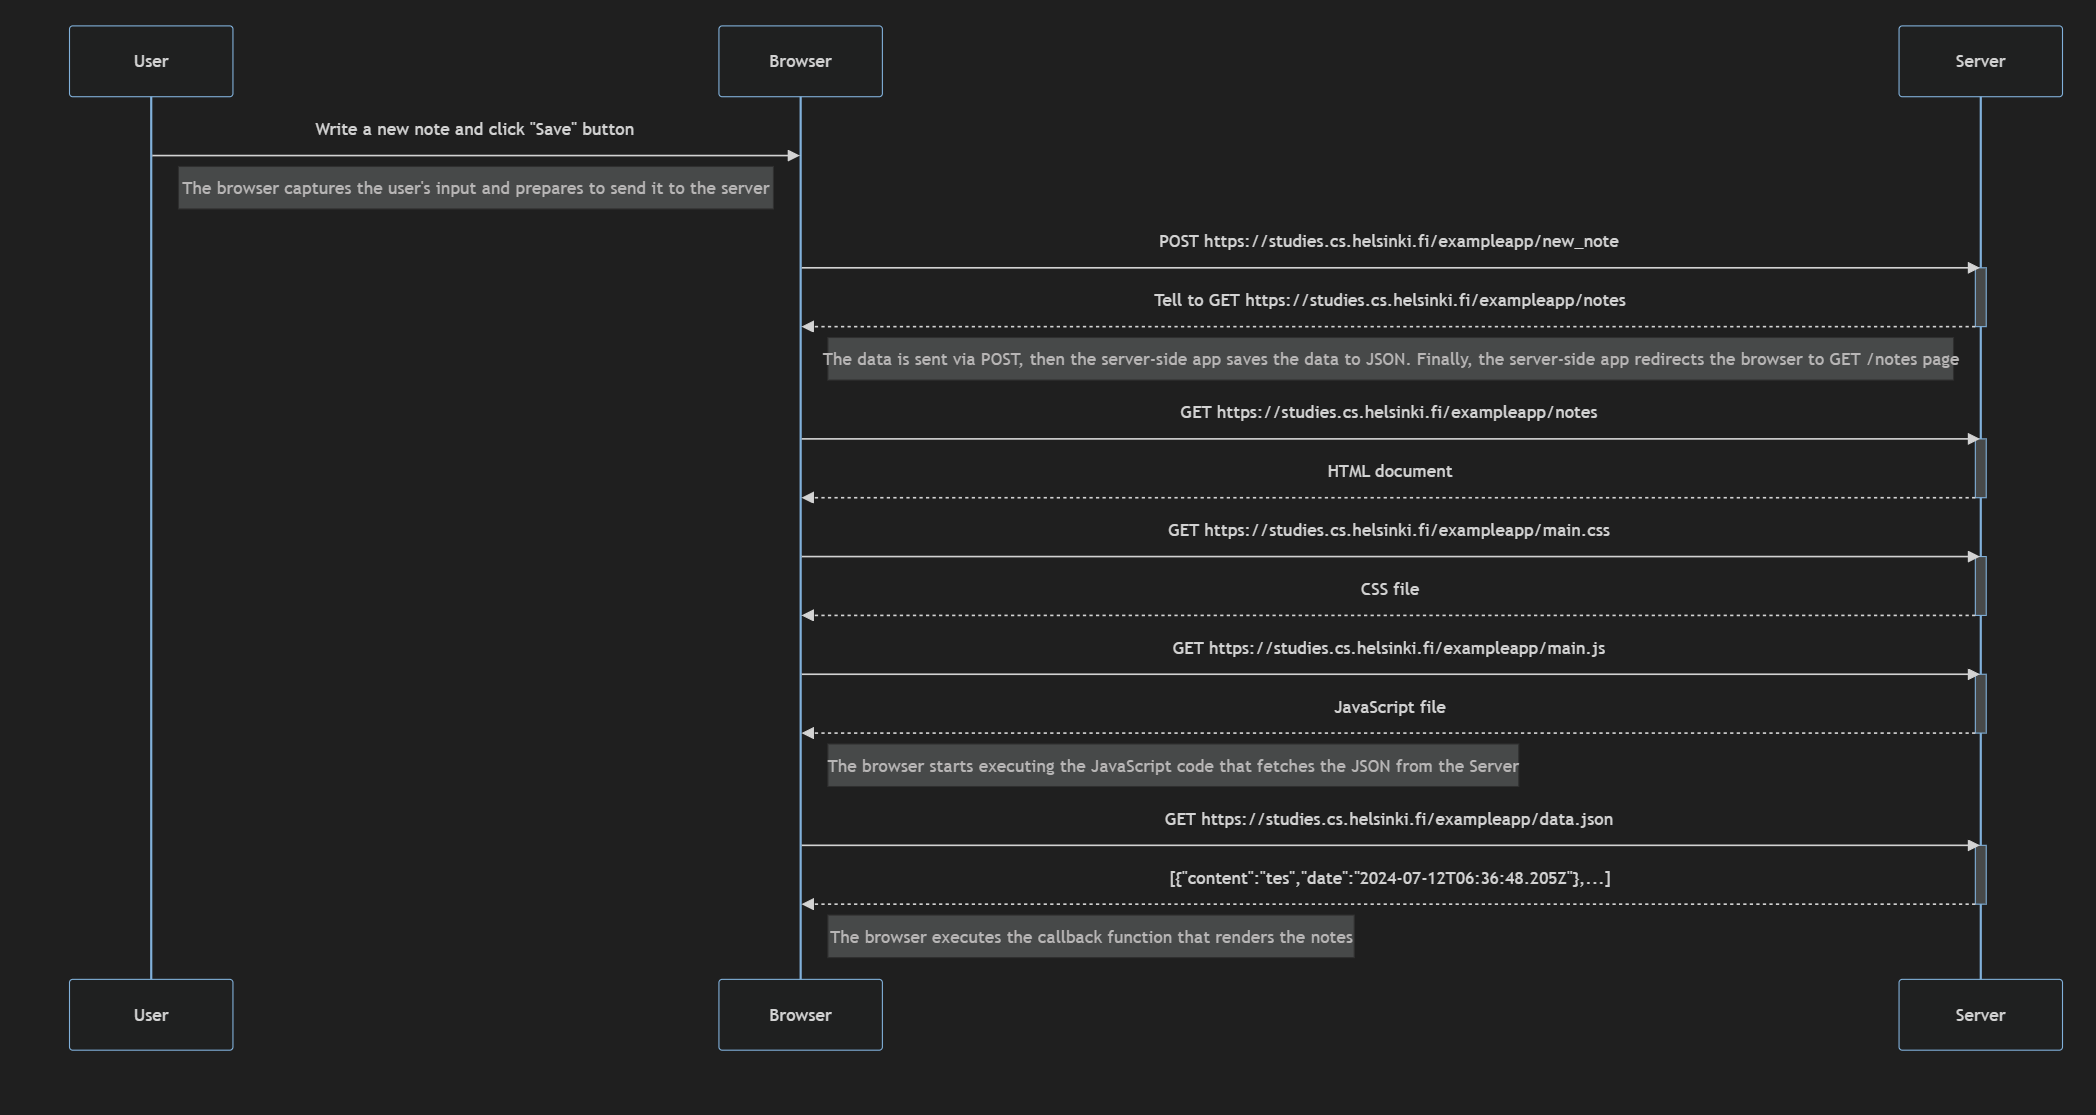 User
Browser
Server
Write a new note and click "Save" button
The browser captures the user's input and prepares to send it to the server
POST https://studies.cs.helsinki.fi/exampleapp/new_note
Tell to GET https://studies.cs.helsinki.fi/exampleapp/notes
The data is sent via POST, then the server-side app saves the data to JSON. Finally, the server-side app redirects the browser to GET /notes page
GET https://studies.cs.helsinki.fi/exampleapp/notes
HTML document
GET https://studies.cs.helsinki.fi/exampleapp/main.css
CSS file
GET https://studies.cs.helsinki.fi/exampleapp/main.js
JavaScript file
The browser starts executing the JavaScript code that fetches the JSON from the Server
GET https://studies.cs.helsinki.fi/exampleapp/data.json
[{"content":"tes","date":"2024-07-12T06:36:48.205Z"},...]
The browser executes the callback function that renders the notes
User
Browser
Server